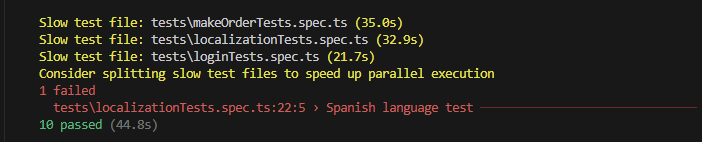 Slow test file: tests\makeOrderTests.spec.ts (35.0s)
Slow test file: tests\localizationTests.spec.ts (32.9s)
Slow test file: tests\loginTests.spec.ts (21.7s)
Consider splitting slow test files to speed up parallel execution
1 failed
tests\localizationTests.spec.ts:22:5 › Spanish language test ────────────────────────
10 passed (44.8s)